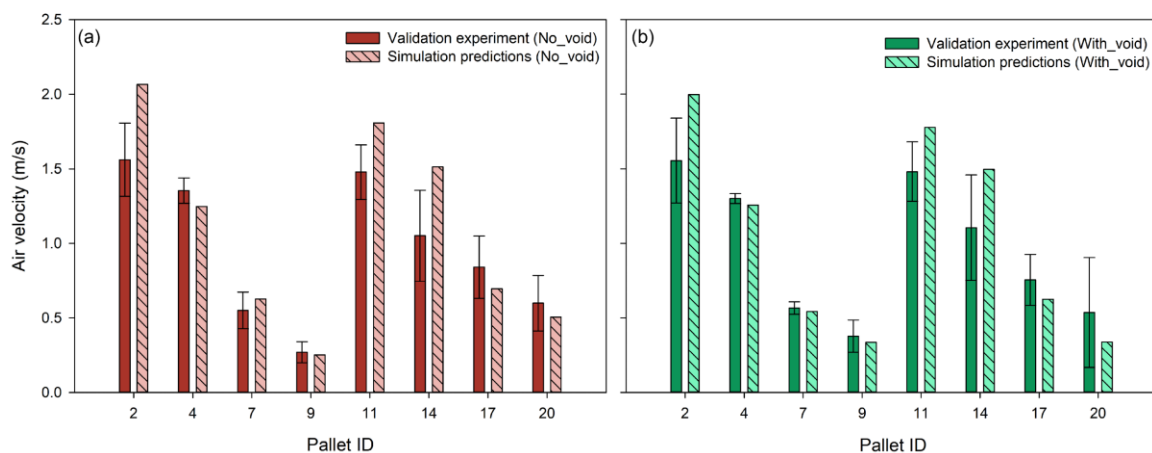 (a)
Validation experiment (No_void)
Simulation predictions (No_void)
(b)
Validation experiment (With_void)
Simulation predictions (With_void)
Air velocity (m/s)
2.5
2.0
1.5
1.0
0.5
0.0
2 4 7 9 11 14 17 20
2 4 7 9 11 14 17 20
Pallet ID
Pallet ID